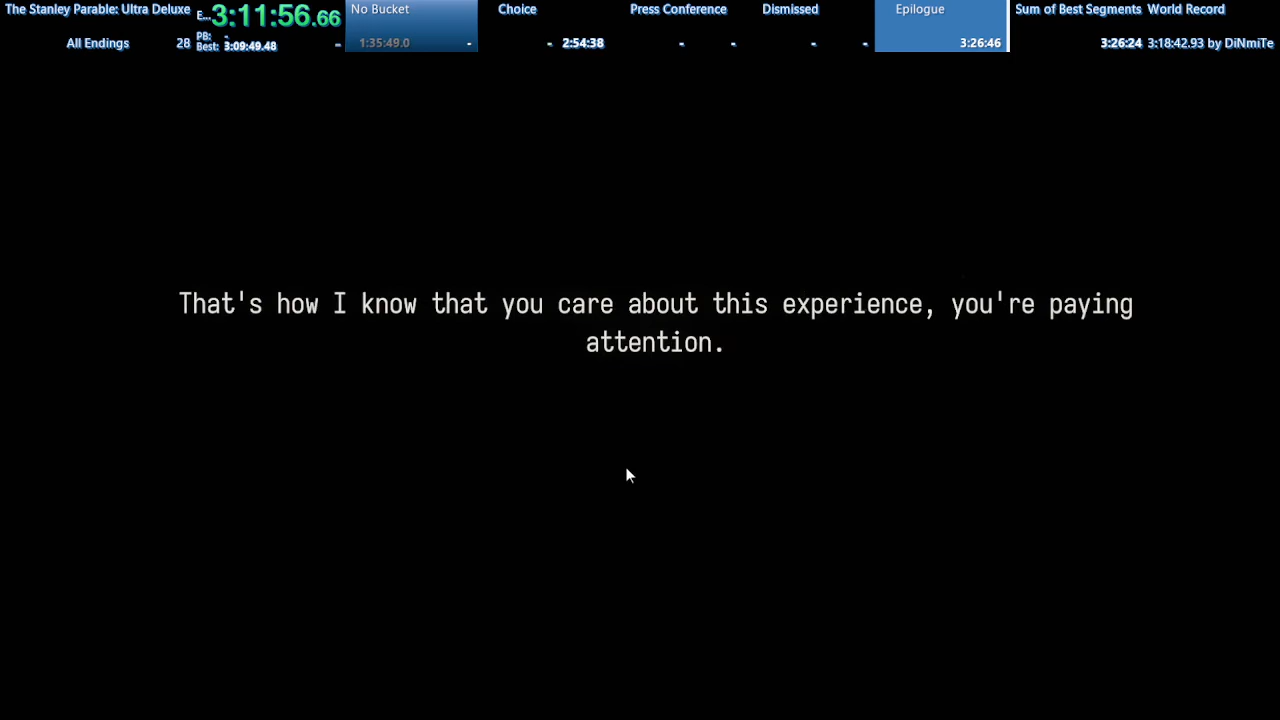 The Stanley Parable: Ultra Deluxe
All Endings 28
E... 3:11:56.66
PB: -
Best: 3:09:49.48 -
No Bucket
1:35:49.0 -
Choice
- 2:54:38
Press Conference
- -
Dismissed
- -
Epilogue
3:26:46
Sum of Best Segments
3:26:24
World Record
3:18:42.93 by DiNmiTe
That's how I know that you care about this experience, you're paying
attention.